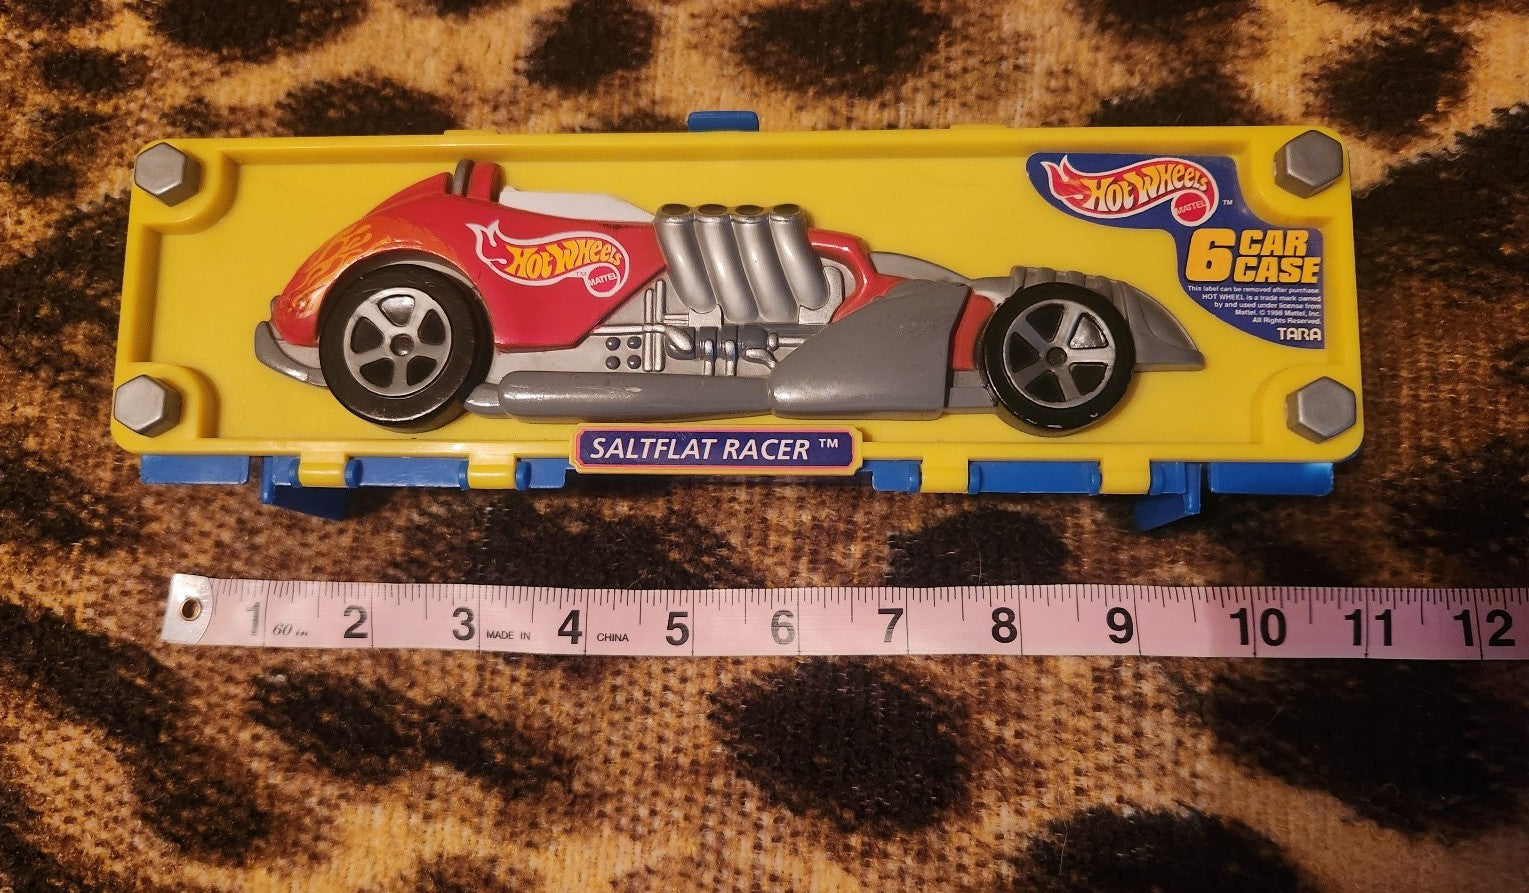 HOT WHEELS
MATTEL
TM
6 CAR
CASE
This label can be removed after purchase.
HOT WHEEL is a trade mark owned
by and used under license from
Mattel. © 1998 Mattel, Inc.
All Rights Reserved.
TARA
HOT WHEELS
TM
MATTEL
SALTFLAT RACER ™
1 60 in 2 3 MADE IN 4 CHINA 5 6 7 8 9 10 11 12